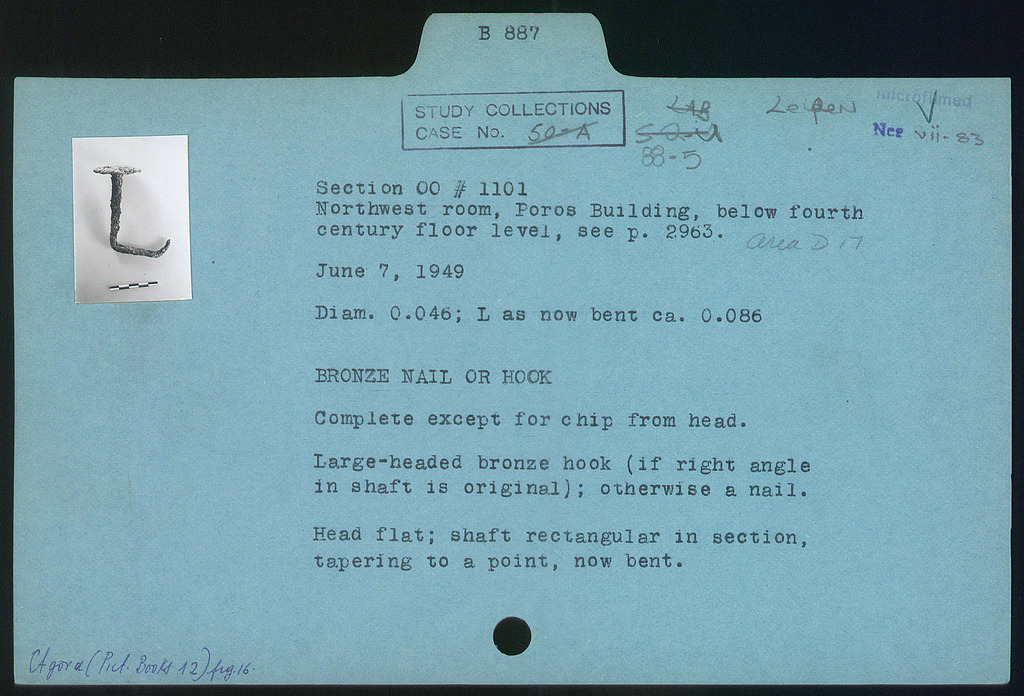 B 887
STUDY COLLECTIONS
CASE No. 50-A
LAB
88-5
microfilmed
Neg vii-83
Section OO # 1101
Northwest room, Poros Building, below fourth
century floor level, see p. 2963.
area D 17
June 7, 1949
Diam. 0.046; L as now bent ca. 0.086
BRONZE NAIL OR HOOK
Complete except for chip from head.
Large-headed bronze hook (if right angle
in shaft is original); otherwise a nail.
Head flat; shaft rectangular in section,
tapering to a point, now bent.
Agora (Pict. Books 12) fig. 16.